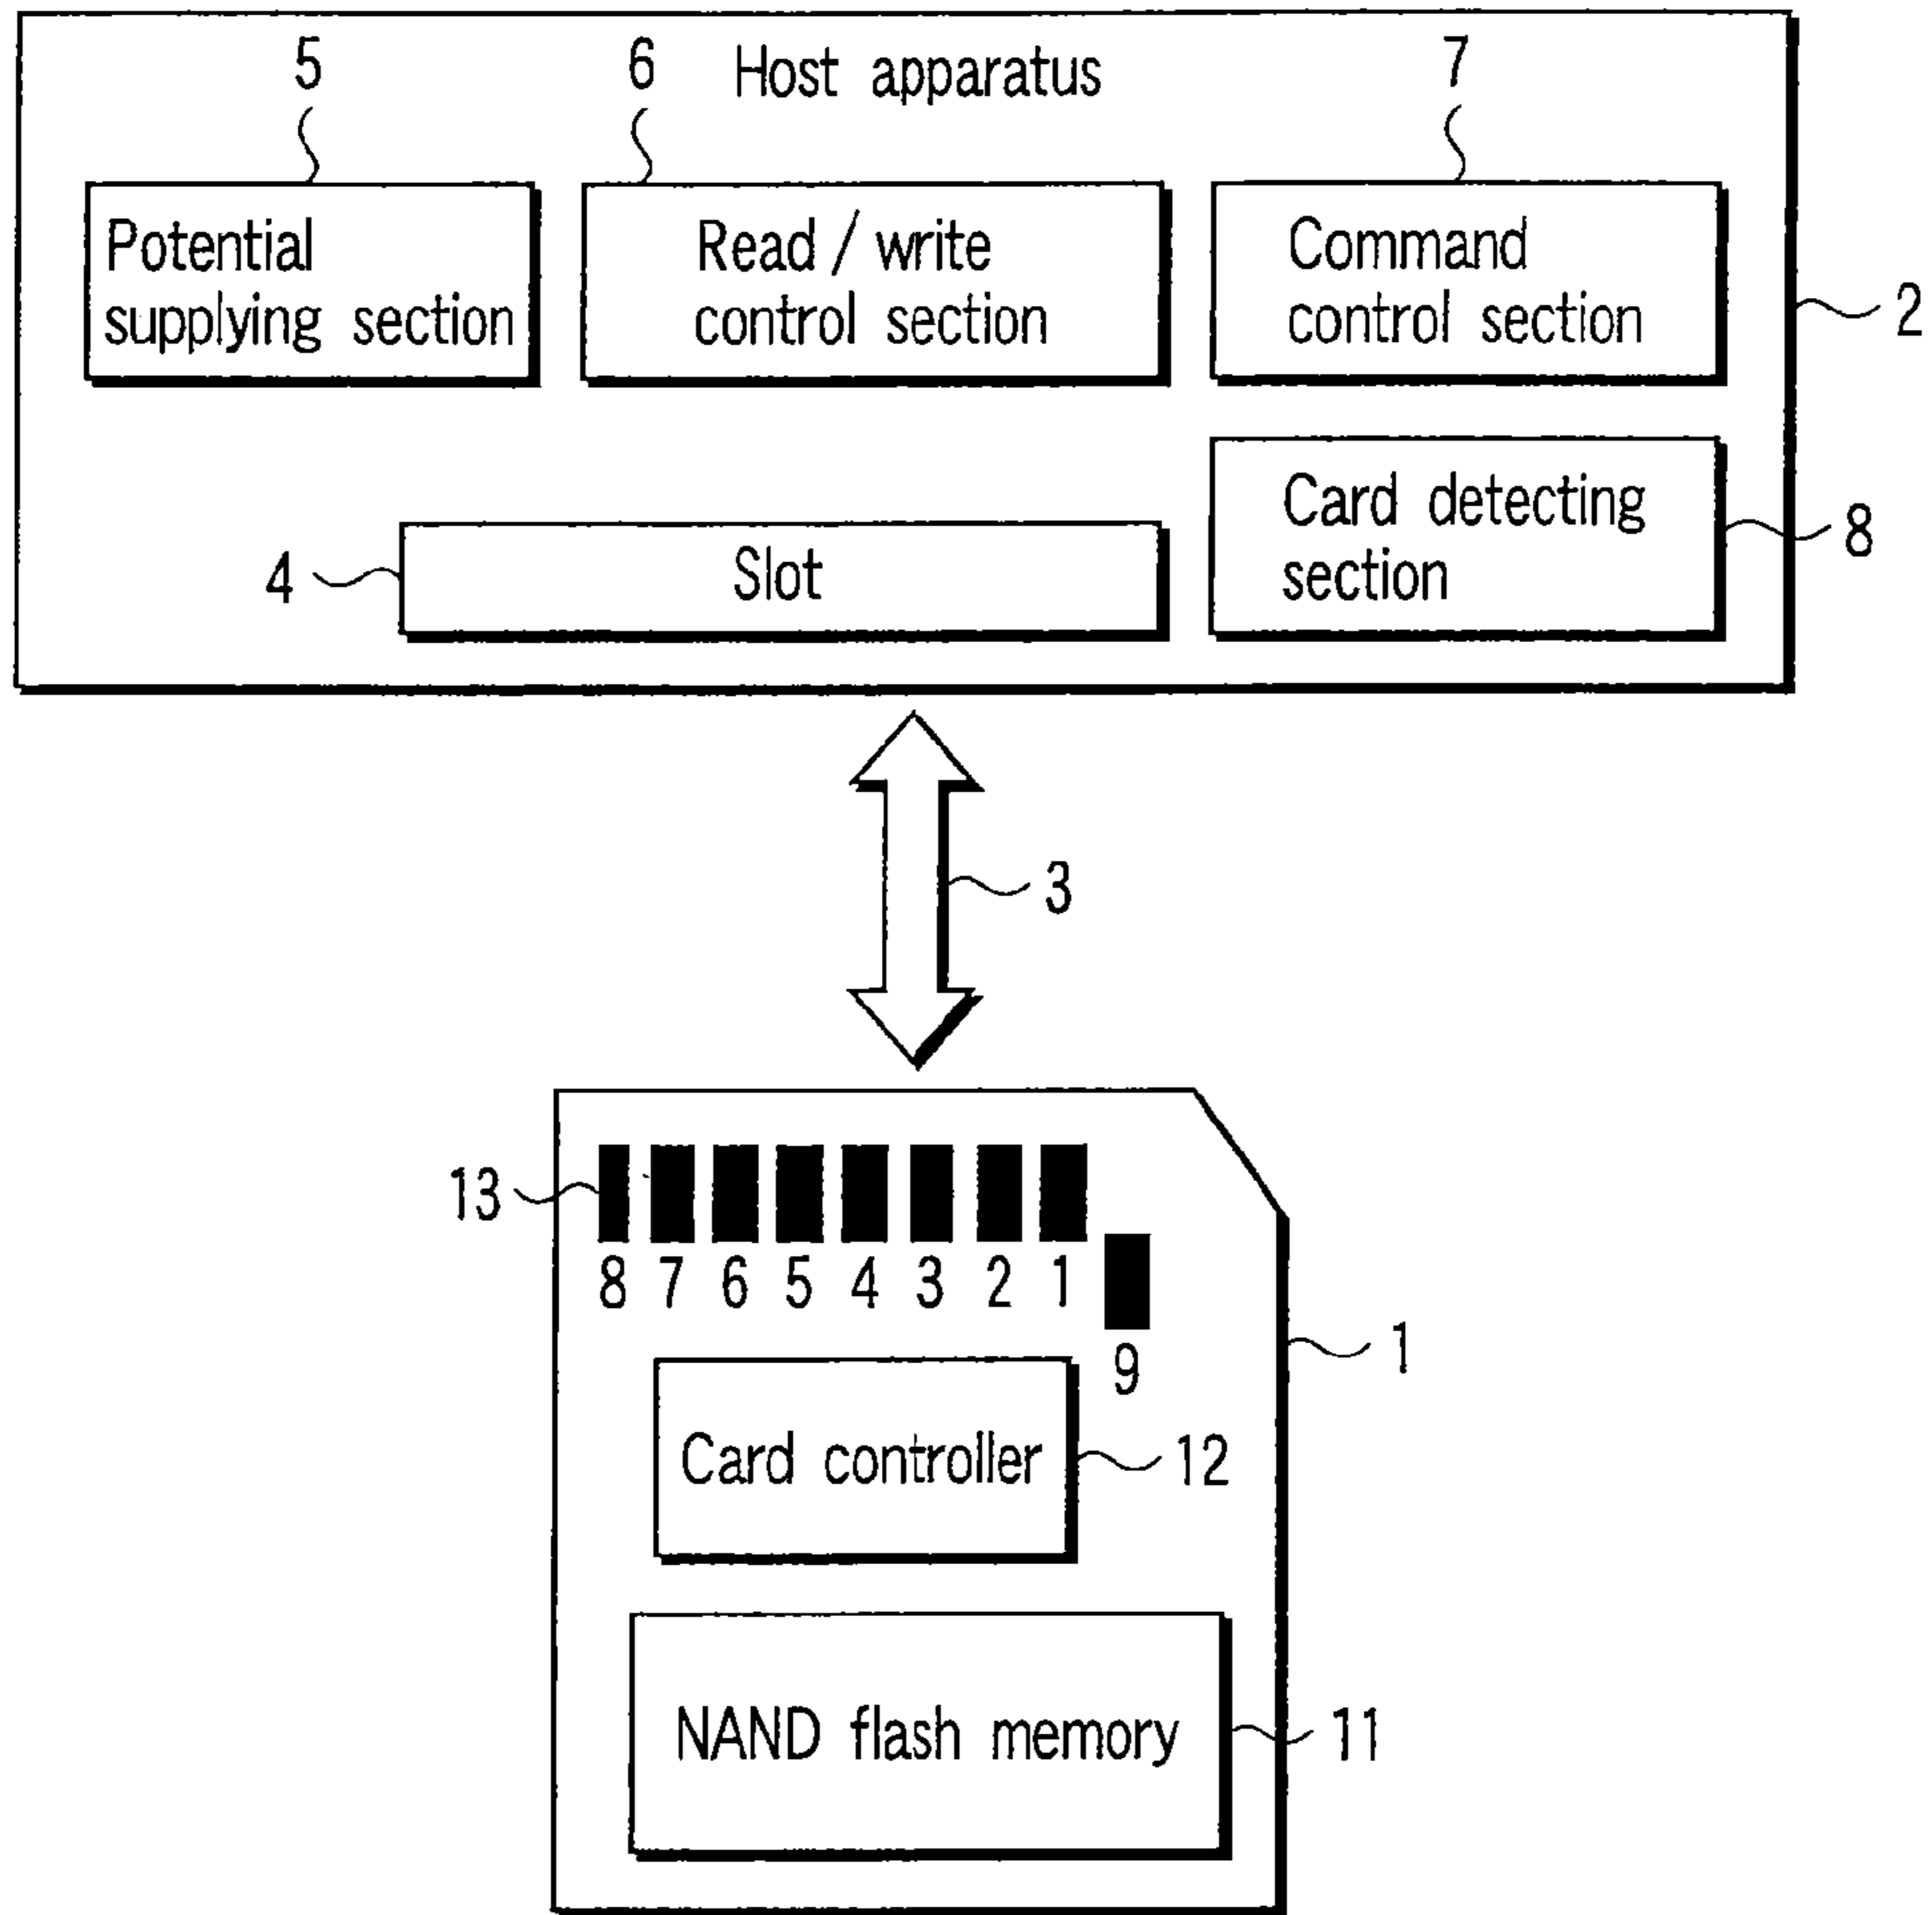 5 6 Host apparatus 7
Potential
supplying section
Read / write
control section
Command
control section
2
Card detecting
section
8
4 Slot
3
13
8 7 6 5 4 3 2 1
9
1
Card controller 12
NAND flash memory 11